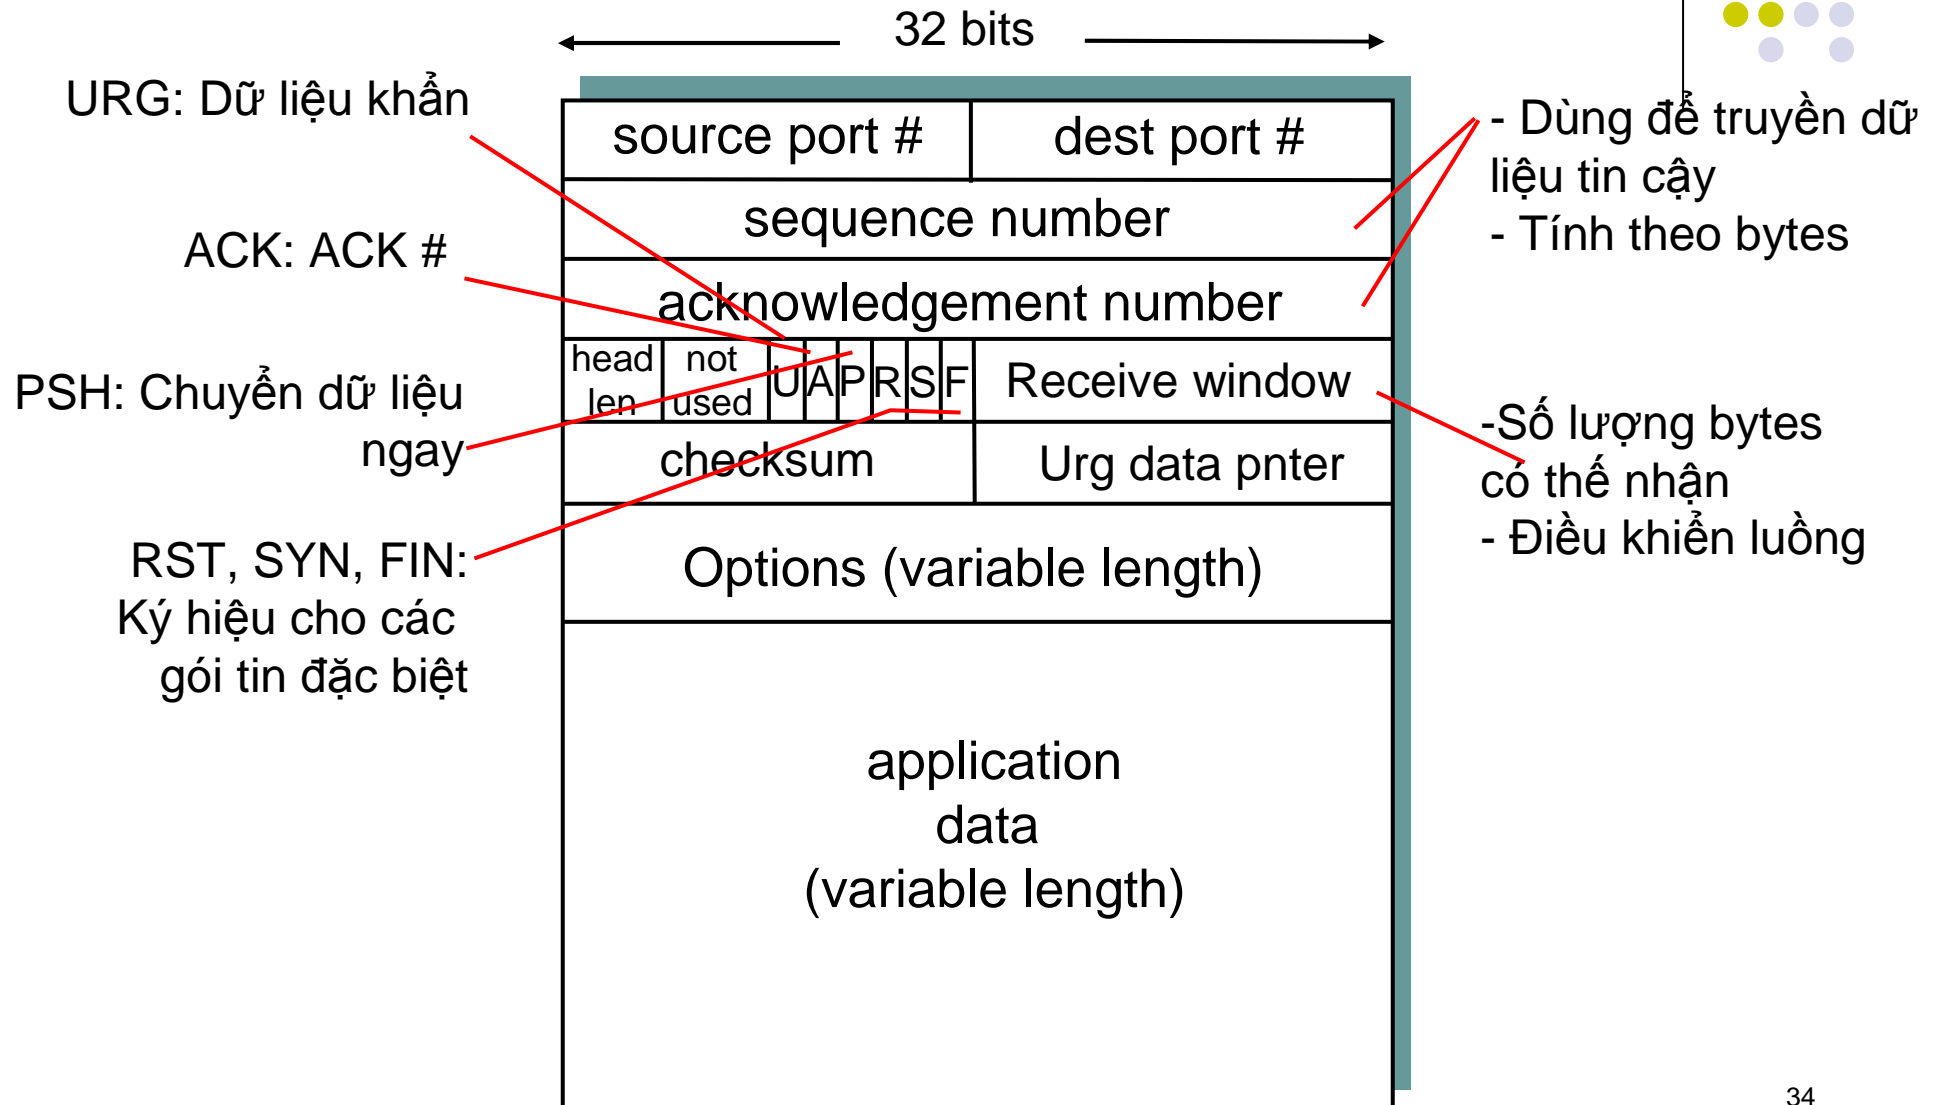 32 bits
URG: Dữ liệu khẩn
ACK: ACK #
PSH: Chuyển dữ liệu
ngay
RST, SYN, FIN:
Ký hiệu cho các
gói tin đặc biệt
source port #
dest port #
sequence number
acknowledgement number
head
len
not
used
U
A
P
R
S
F
Receive window
checksum
Urg data pnter
Options (variable length)
application
data
(variable length)
- Dùng để truyền dữ
liệu tin cậy
- Tính theo bytes
-Số lượng bytes
có thế nhận
- Điều khiển luồng
34